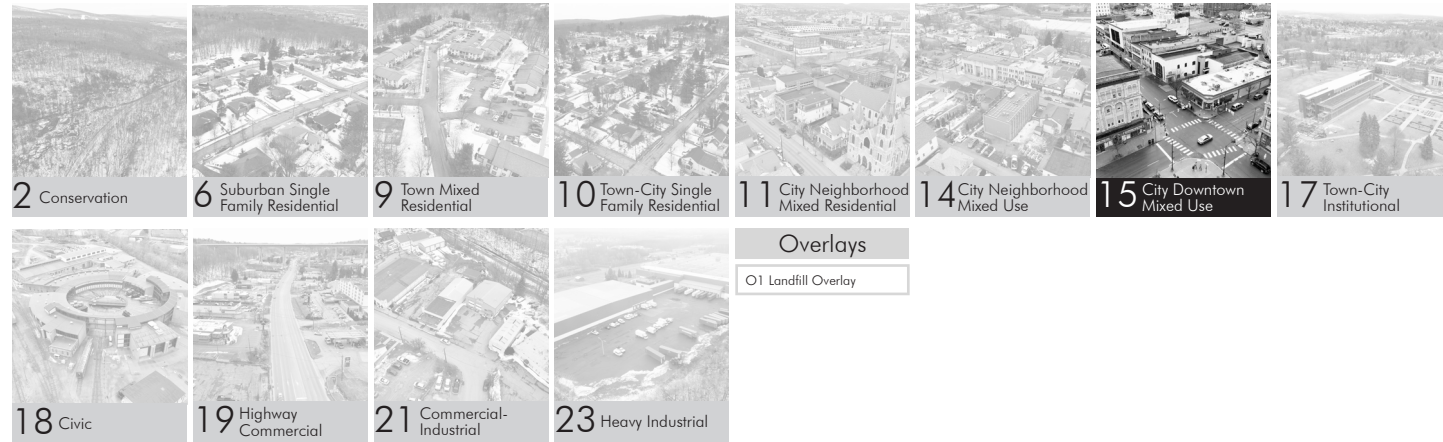 2 Conservation
6 Suburban Single
Family Residential
9 Town Mixed
Residential
10 Town-City Single
Family Residential
11 City Neighborhood
Mixed Residential
14 City Neighborhood
Mixed Use
15 City Downtown
Mixed Use
17 Town-City
Institutional
18 Civic
19 Highway
Commercial
21 Commercial-
Industrial
23 Heavy Industrial
Overlays
O1 Landfill Overlay